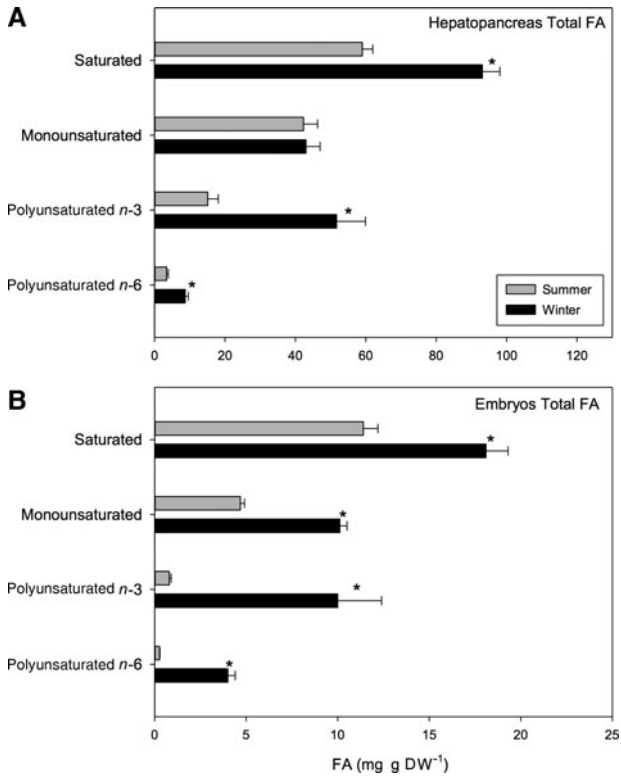 A
Hepatopancreas Total FA
Saturated
*
Monounsaturated
Polyunsaturated n-3
*
Polyunsaturated n-6
*
Summer
Winter
0 20 40 60 80 100 120
B
Embryos Total FA
Saturated
*
Monounsaturated
*
Polyunsaturated n-3
*
Polyunsaturated n-6
*
0 5 10 15 20 25
FA (mg g DW⁻¹)